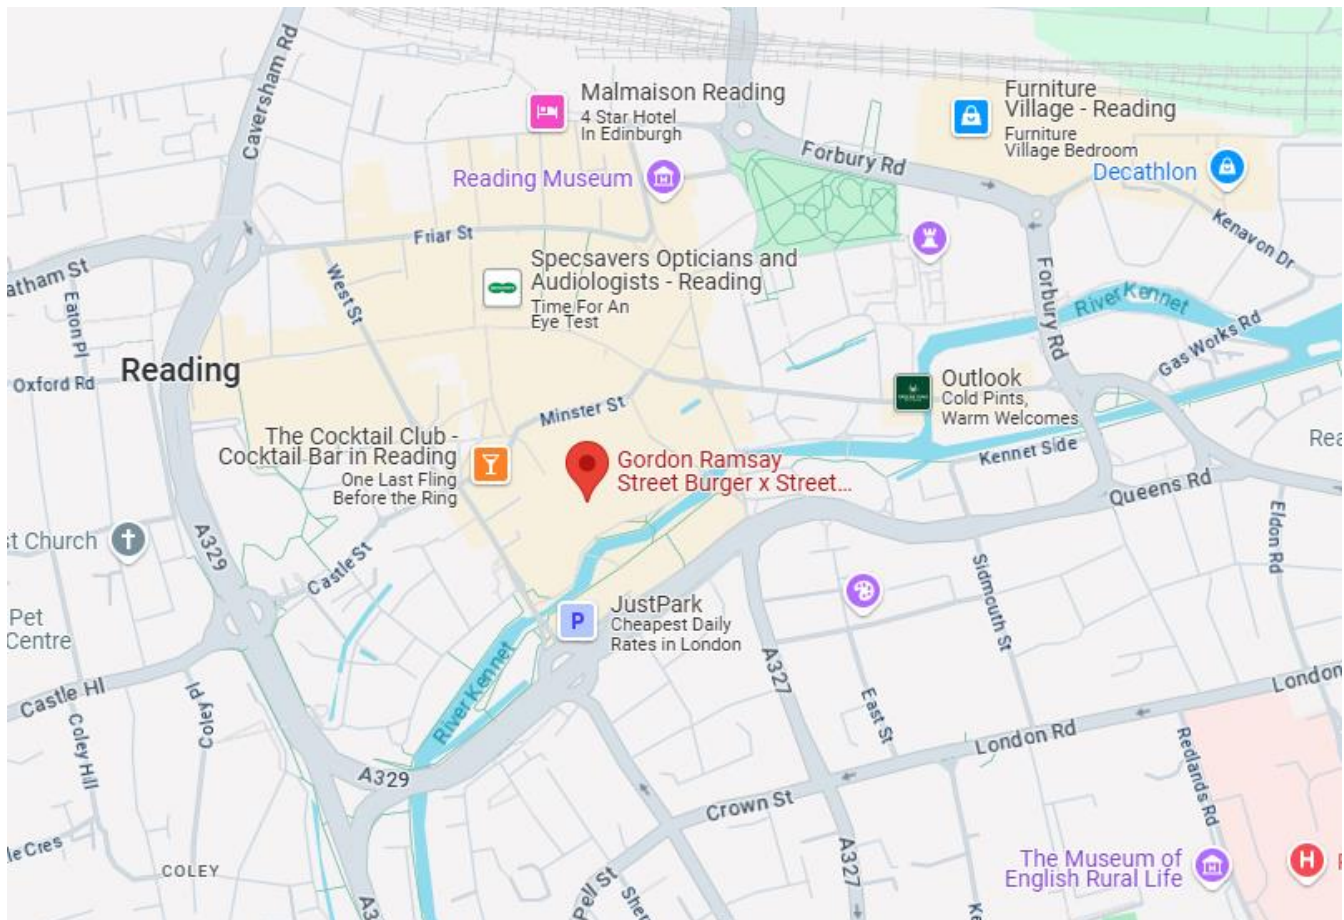 Caversham Rd
Malmaison Reading
4 Star Hotel
In Edinburgh
Furniture
Village - Reading
Furniture
Village Bedroom
Forbury Rd
Reading Museum
Decathlon
Kenavon Dr
Friar St
atham St
Eaton Pl
West St
Specsavers Opticians and
Audiologists - Reading
Time For An
Eye Test
Forbury Rd
River Kennet
Gas Works Rd
Reading
Oxford Rd
Minster St
Outlook
Cold Pints,
Warm Welcomes
The Cocktail Club -
Cocktail Bar in Reading
One Last Fling
Before the Ring
Gordon Ramsay
Street Burger x Street...
Kennet Side
Rea
Queens Rd
st Church
A329
Castle St
Sidmouth St
Eldon Rd
Pet
Centre
P
JustPark
Cheapest Daily
Rates in London
Castle Hl
Coley Pl
Coley Hill
River Kennet
A327
East St
London
London Rd
Redlands Rd
A329
Crown St
le Cres
COLEY
A327
The Museum of
English Rural Life
H
Pell St
A3